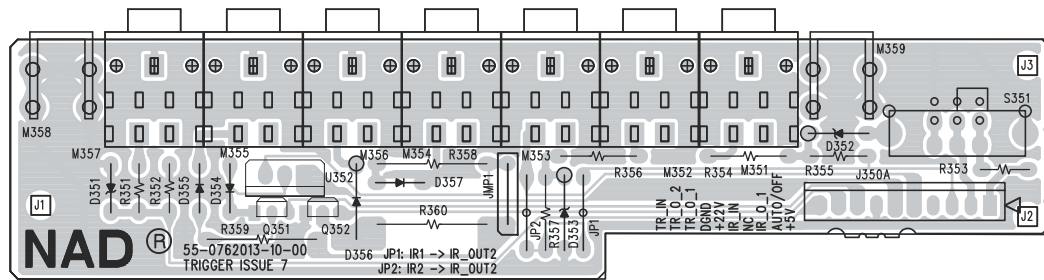 M359
J3
S351
M358
M357
M355
M356
M354
R358
M353
D352
R356
M352
R354
M351
R355
J350A
R353
D351
R351
R352
D355
D354
U352
D357
JMP1
J1
J2
R360
JP2
R357
D353
JP1
TR_IN
TR_O_2
TR_O_1
DGND
+22V
IR_IN
NC
IR_O_1
AUTO/OFF
+5V
NAD ®
R359
Q351
Q352
55-0762013-10-00
TRIGGER ISSUE 7
D356
JP1: IR1 -> IR_OUT2
JP2: IR2 -> IR_OUT2